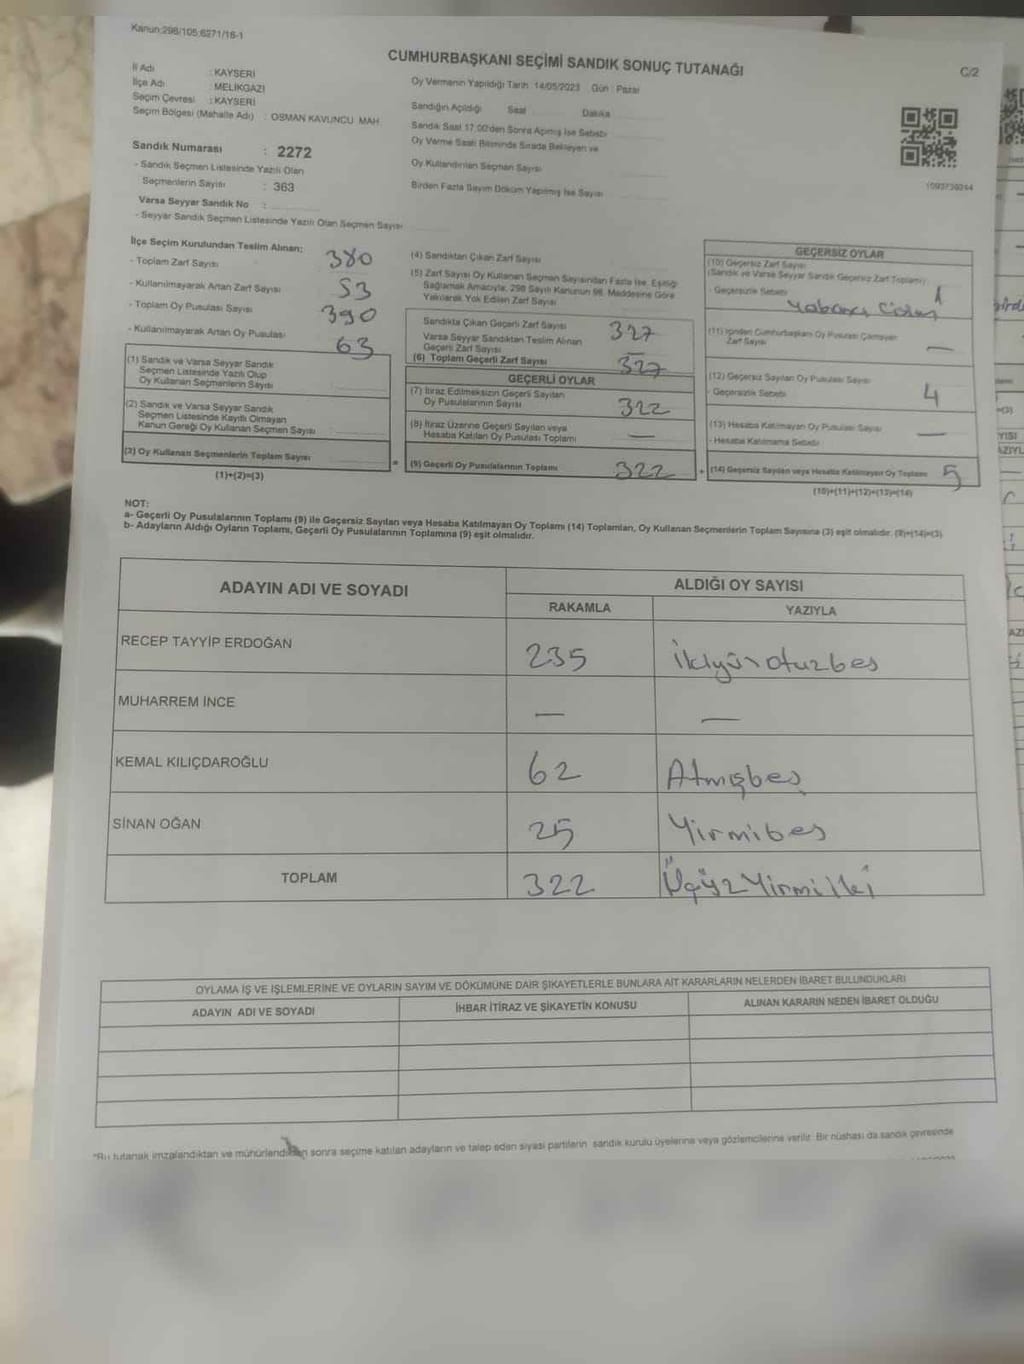 Kanun:298/105;6271/16-1
CUMHURBAŞKANI SEÇİMİ SANDIK SONUÇ TUTANAĞI
C/2
İl Adı : KAYSERİ
İlçe Adı : MELİKGAZİ
Seçim Çevresi : KAYSERİ
Seçim Bölgesi (Mahalle Adı) : OSMAN KAVUNCU MAH.
Sandık Numarası : 2272
- Sandık Seçmen Listesinde Yazılı Olan
Seçmenlerin Sayısı : 363
Varsa Seyyar Sandık No :
- Seyyar Sandık Seçmen Listesinde Yazılı Olan Seçmen Sayısı
Oy Vermenin Yapıldığı Tarih 14/05/2023 Gün : Pazar
Sandığın Açıldığı Saat Dakika
Sandık Saat 17.00'den Sonra Açılmış İse Sebebi
Oy Verme Saati Bitiminde Sırada Bekleyen ve
Oy Kullandırılan Seçmen Sayısı
Birden Fazla Sayım Döküm Yapılmış İse Sayısı
İlçe Seçim Kurulundan Teslim Alınan;
- Toplam Zarf Sayısı 380
- Kullanılmayarak Artan Zarf Sayısı 53
- Toplam Oy Pusulası Sayısı 390
- Kullanılmayarak Artan Oy Pusulası 63
(1) Sandık ve Varsa Seyyar Sandık
Seçmen Listesinde Yazılı Olup
Oy Kullanan Seçmenlerin Sayısı
(2) Sandık ve Varsa Seyyar Sandık
Seçmen Listesinde Kayıtlı Olmayan
Kanun Gereği Oy Kullanan Seçmen Sayısı
(3) Oy Kullanan Seçmenlerin Toplam Sayısı
(1)+(2)=(3)
(4) Sandıktan Çıkan Zarf Sayısı
(5) Zarf Sayısı Oy Kullanan Seçmen Sayısından Fazla İse, Eşitliği
Sağlamak Amacıyla, 298 Sayılı Kanunun 98. Maddesine Göre
Yakılarak Yok Edilen Zarf Sayısı
Sandıkta Çıkan Geçerli Zarf Sayısı 327
Varsa Seyyar Sandıktan Teslim Alınan
Geçerli Zarf Sayısı —
(6) Toplam Geçerli Zarf Sayısı 327
GEÇERLİ OYLAR
(7) İtiraz Edilmeksizin Geçerli Sayılan
Oy Pusulalarının Sayısı 322
(8) İtiraz Üzerine Geçerli Sayılan veya
Hesaba Katılan Oy Pusulası Toplamı —
(9) Geçerli Oy Pusulalarının Toplamı 322
GEÇERSİZ OYLAR
(10) Geçersiz Zarf Sayısı
(Sandık ve Varsa Seyyar Sandık Geçersiz Zarf Toplamı) 1
- Geçersizlik Sebebi
Yabancı Cisim
(11) İçinden Cumhurbaşkanı Oy Pusulası Çıkmayan
Zarf Sayısı —
(12) Geçersiz Sayılan Oy Pusulası Sayısı 4
- Geçersizlik Sebebi
(13) Hesaba Katılmayan Oy Pusulası Sayısı —
- Hesaba Katılmama Sebebi
(14) Geçersiz Sayılan veya Hesaba Katılmayan Oy Toplamı 5
(10)+(11)+(12)+(13)=(14)
NOT:
a- Geçerli Oy Pusulalarının Toplamı (9) ile Geçersiz Sayılan veya Hesaba Katılmayan Oy Toplamı (14) Toplamları, Oy Kullanan Seçmenlerin Toplam Sayısına (3) eşit olmalıdır. (9)+(14)=(3)
b- Adayların Aldığı Oyların Toplamı, Geçerli Oy Pusulalarının Toplamına (9) eşit olmalıdır.
ADAYIN ADI VE SOYADI ALDIĞI OY SAYISI
RAKAMLA YAZIYLA
RECEP TAYYİP ERDOĞAN 235 İkiyüzotuzbeş
MUHARREM İNCE — —
KEMAL KILIÇDAROĞLU 62 Atmışbeş
SİNAN OĞAN 25 Yirmibeş
TOPLAM 322 ÜçyüzYirmiİki
OYLAMA İŞ VE İŞLEMLERİNE VE OYLARIN SAYIM VE DÖKÜMÜNE DAİR ŞİKAYETLERLE BUNLARA AİT KARARLARIN NELERDEN İBARET BULUNDUKLARI
ADAYIN ADI VE SOYADI İHBAR İTİRAZ VE ŞİKAYETİN KONUSU ALINAN KARARIN NEDEN İBARET OLDUĞU
*Bu tutanak imzalandıktan ve mühürlendikten sonra seçime katılan adayların ve talep eden siyasi partilerin sandık kurulu üyelerine veya gözlemcilerine verilir. Bir nüshası da sandık çevresinde